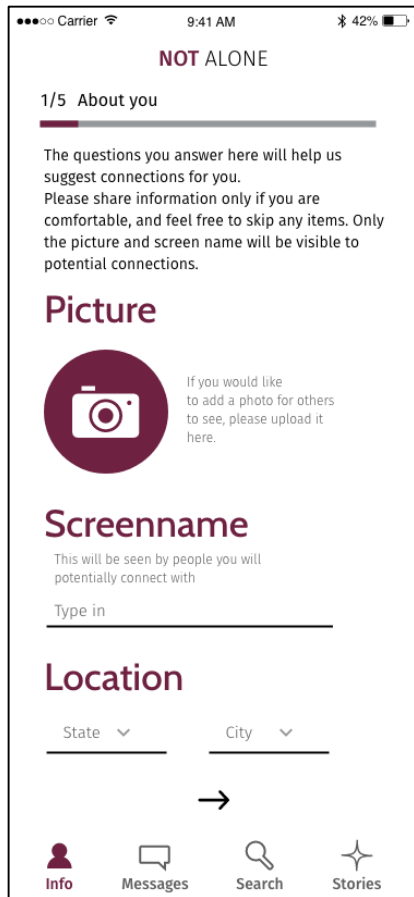 Carrier 9:41 AM 42%
NOT ALONE
1/5 About you
The questions you answer here will help us
suggest connections for you.
Please share information only if you are
comfortable, and feel free to skip any items. Only
the picture and screen name will be visible to
potential connections.
Picture
If you would like
to add a photo for others
to see, please upload it
here.
Screenname
This will be seen by people you will
potentially connect with
Type in
Location
State City
Info Messages Search Stories